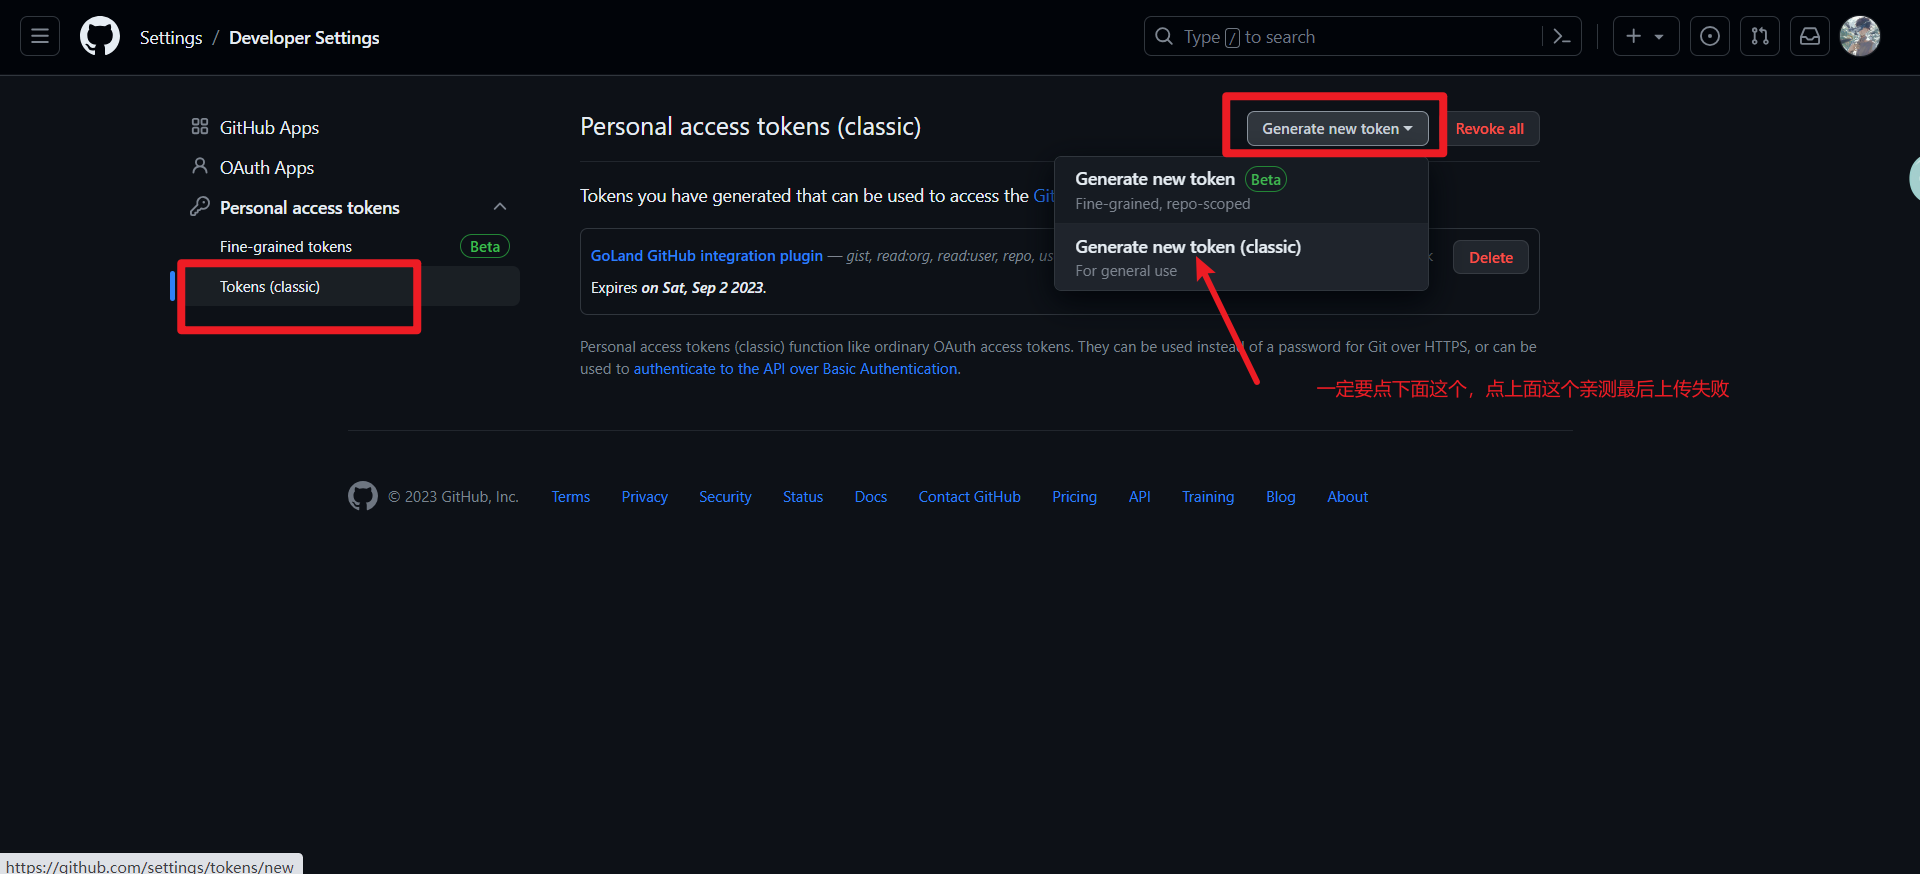 Settings / Developer Settings
Type / to search
GitHub Apps
OAuth Apps
Personal access tokens
Fine-grained tokens Beta
Tokens (classic)
Personal access tokens (classic)
Generate new token
Revoke all
Generate new token Beta
Fine-grained, repo-scoped
Generate new token (classic)
For general use
Tokens you have generated that can be used to access the Git
GoLand GitHub integration plugin — gist, read:org, read:user, repo, us
Delete
Expires on Sat, Sep 2 2023.
Personal access tokens (classic) function like ordinary OAuth access tokens. They can be used instead of a password for Git over HTTPS, or can be
used to authenticate to the API over Basic Authentication.
一定要点下面这个，点上面这个亲测最后上传失败
© 2023 GitHub, Inc. Terms Privacy Security Status Docs Contact GitHub Pricing API Training Blog About
https://github.com/settings/tokens/new